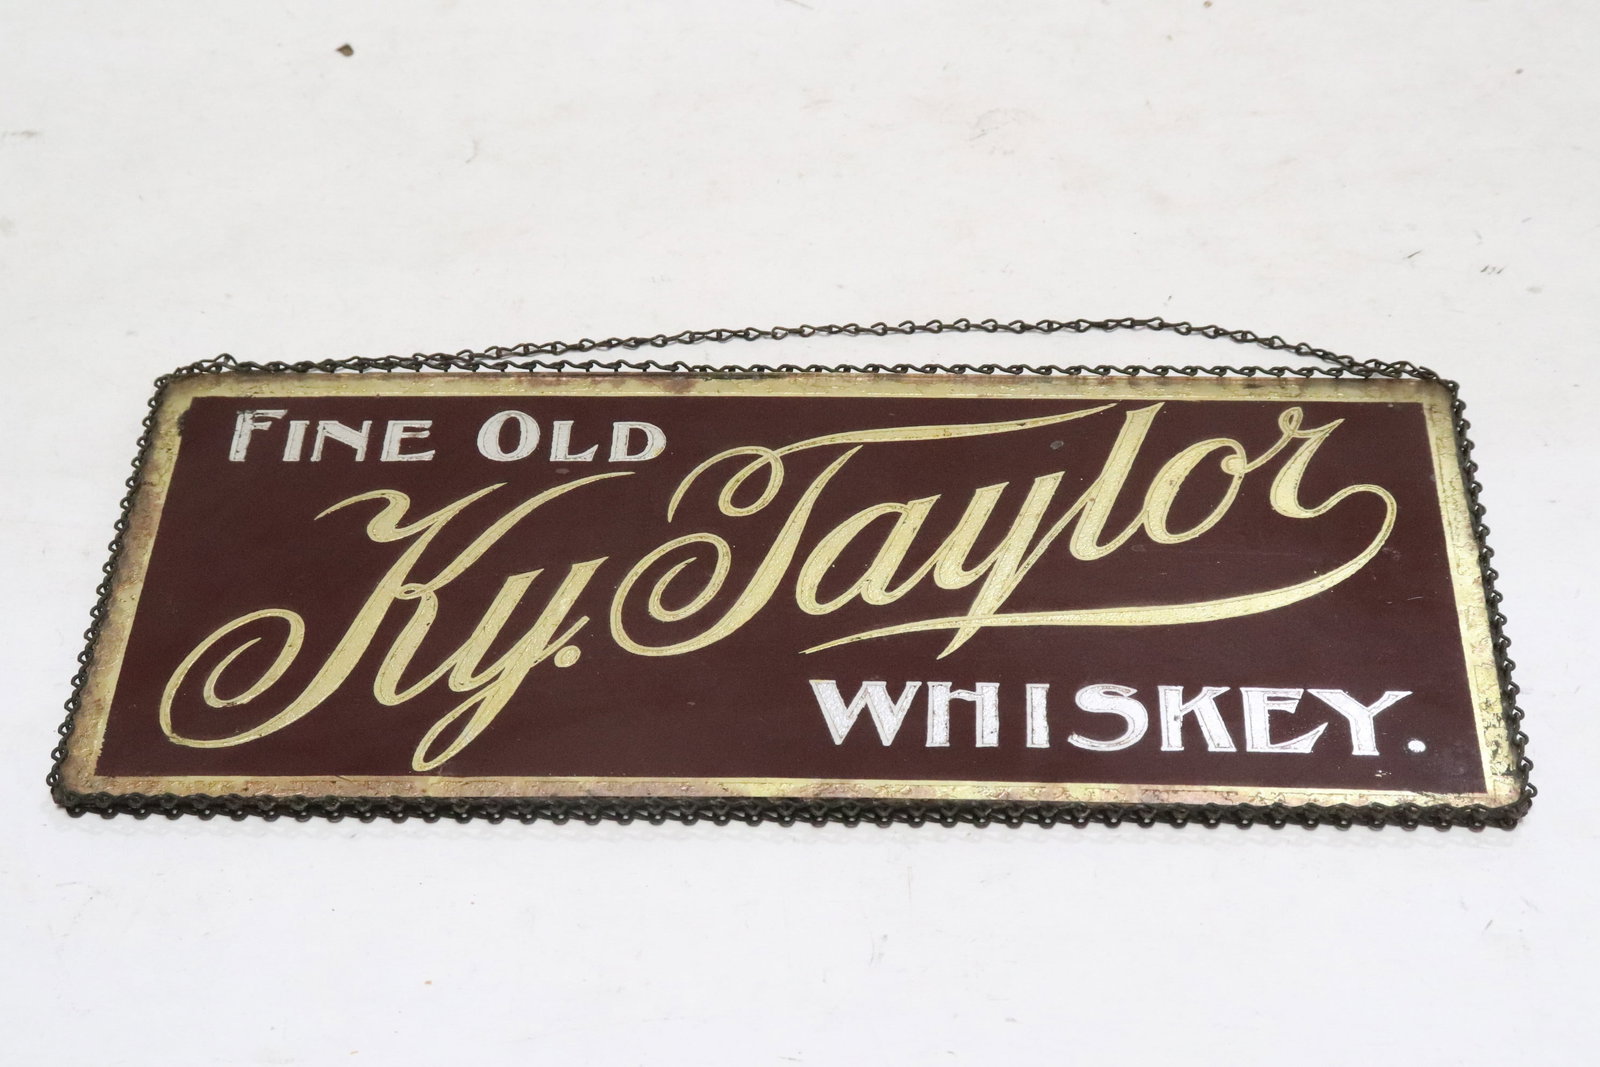 FINE OLD
Ky. Taylor
WHISKEY.